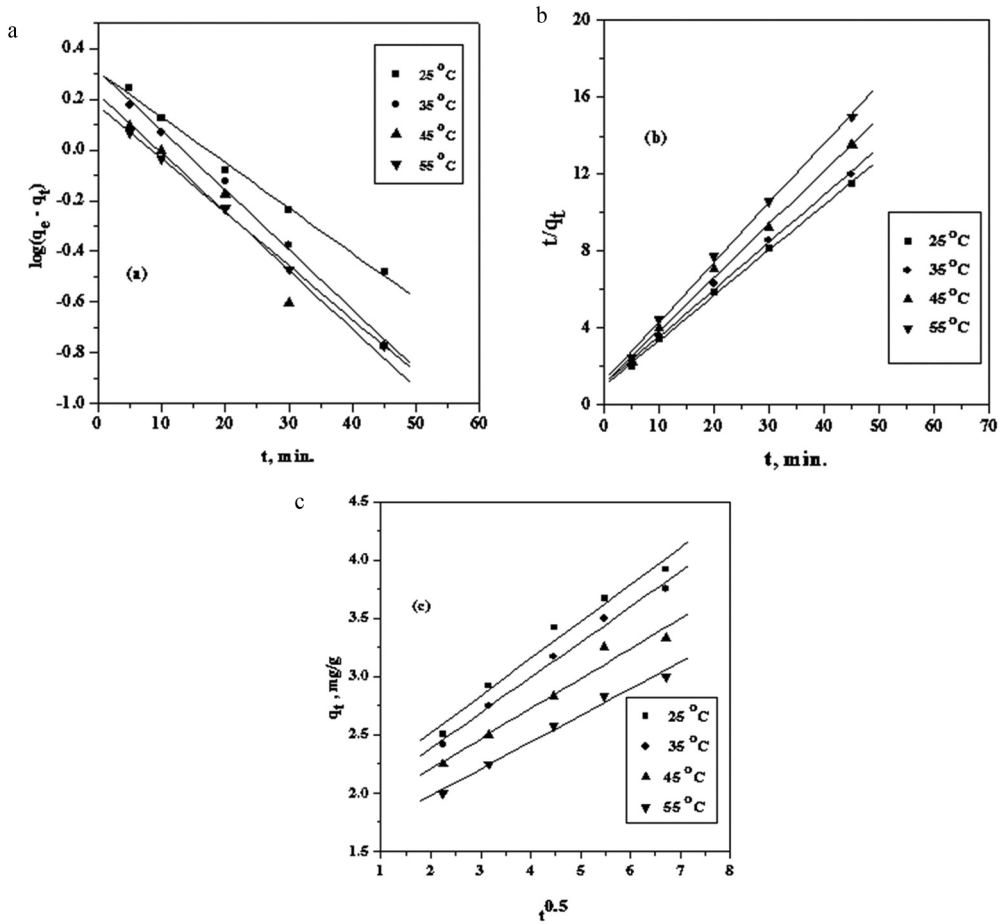 a
0.4
0.2
0.0
-0.2
-0.4
-0.6
-0.8
-1.0
log(qe - qt)
(a)
25 °C
35 °C
45 °C
55 °C
0 10 20 30 40 50 60
t, min.
b
20
16
12
8
4
0
t/qt
(b)
25 °C
35 °C
45 °C
55 °C
0 10 20 30 40 50 60 70
t, min.
c
4.5
4.0
3.5
3.0
2.5
2.0
1.5
qt , mg/g
(c)
25 °C
35 °C
45 °C
55 °C
1 2 3 4 5 6 7 8
t0.5